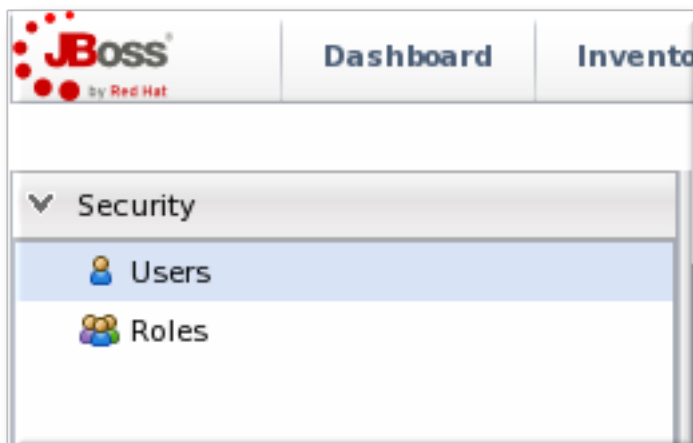 JBoss
by Red Hat
Dashboard
Invento
Security
Users
Roles